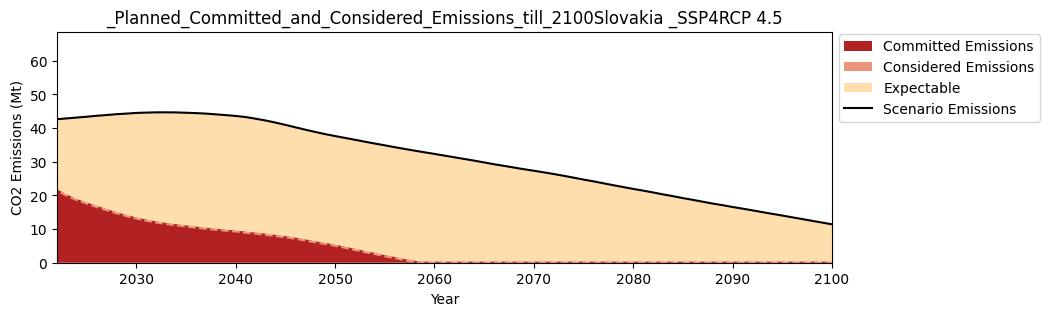 _Planned_Committed_and_Considered_Emissions_till_2100Slovakia _SSP4RCP 4.5
Committed Emissions
Considered Emissions
Expectable
Scenario Emissions
CO2 Emissions (Mt)
60
50
40
30
20
10
0
2030 2040 2050 2060 2070 2080 2090 2100
Year